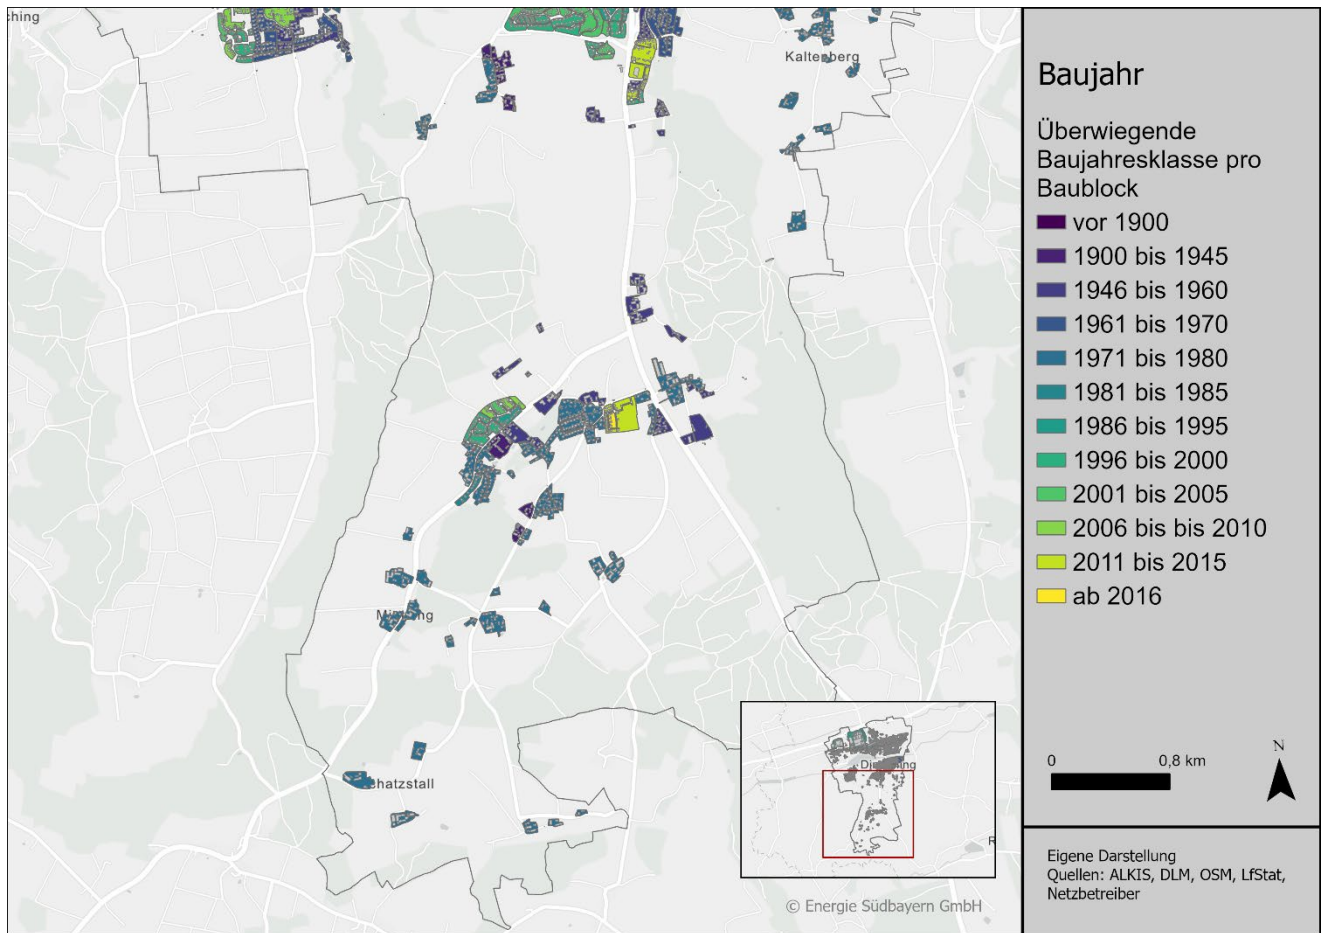 ching
Kaltenberg
hatzstall
© Energie Südbayern GmbH
Baujahr
Überwiegende
Baujahresklasse pro
Baublock
vor 1900
1900 bis 1945
1946 bis 1960
1961 bis 1970
1971 bis 1980
1981 bis 1985
1986 bis 1995
1996 bis 2000
2001 bis 2005
2006 bis bis 2010
2011 bis 2015
ab 2016
0
0,8 km
N
R
Eigene Darstellung
Quellen: ALKIS, DLM, OSM, LfStat,
Netzbetreiber